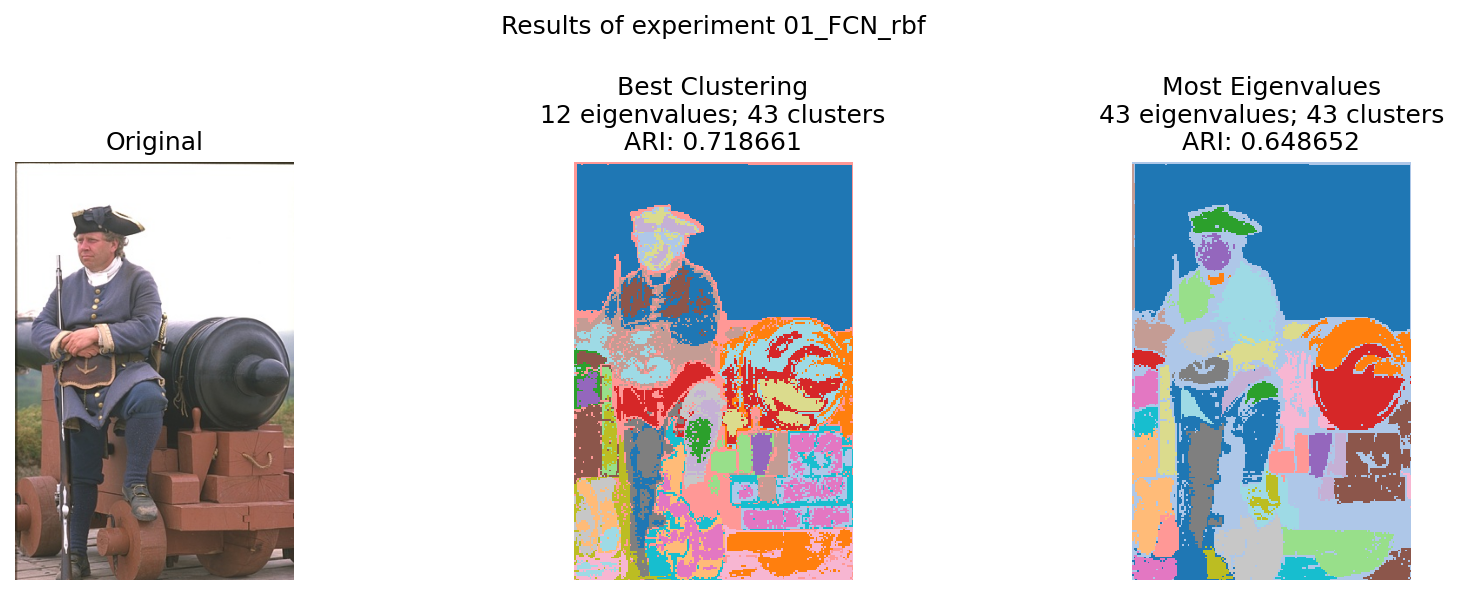 Results of experiment 01_FCN_rbf
Original
Best Clustering
12 eigenvalues; 43 clusters
ARI: 0.718661
Most Eigenvalues
43 eigenvalues; 43 clusters
ARI: 0.648652